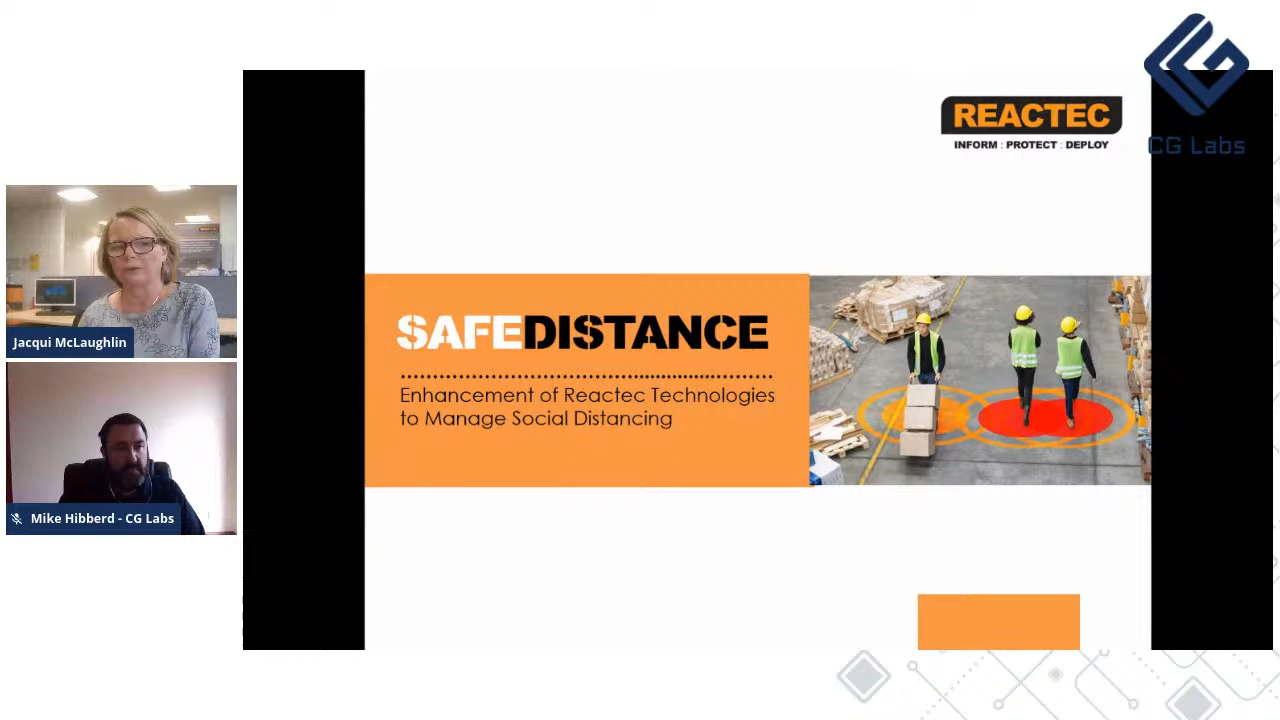 REACTEC
INFORM : PROTECT : DEPLOY
CG Labs
Jacqui McLaughlin
SAFEDISTANCE
Enhancement of Reactec Technologies
to Manage Social Distancing
Mike Hibberd - CG Labs